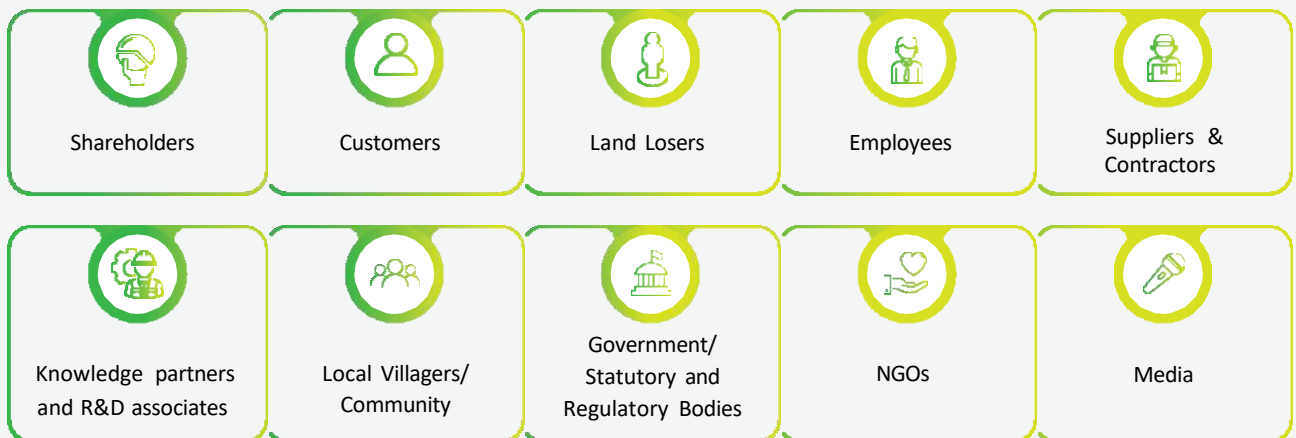 Shareholders
Customers
Land Losers
Employees
Suppliers &
Contractors
Knowledge partners
and R&D associates
Local Villagers/
Community
Government/
Statutory and
Regulatory Bodies
NGOs
Media